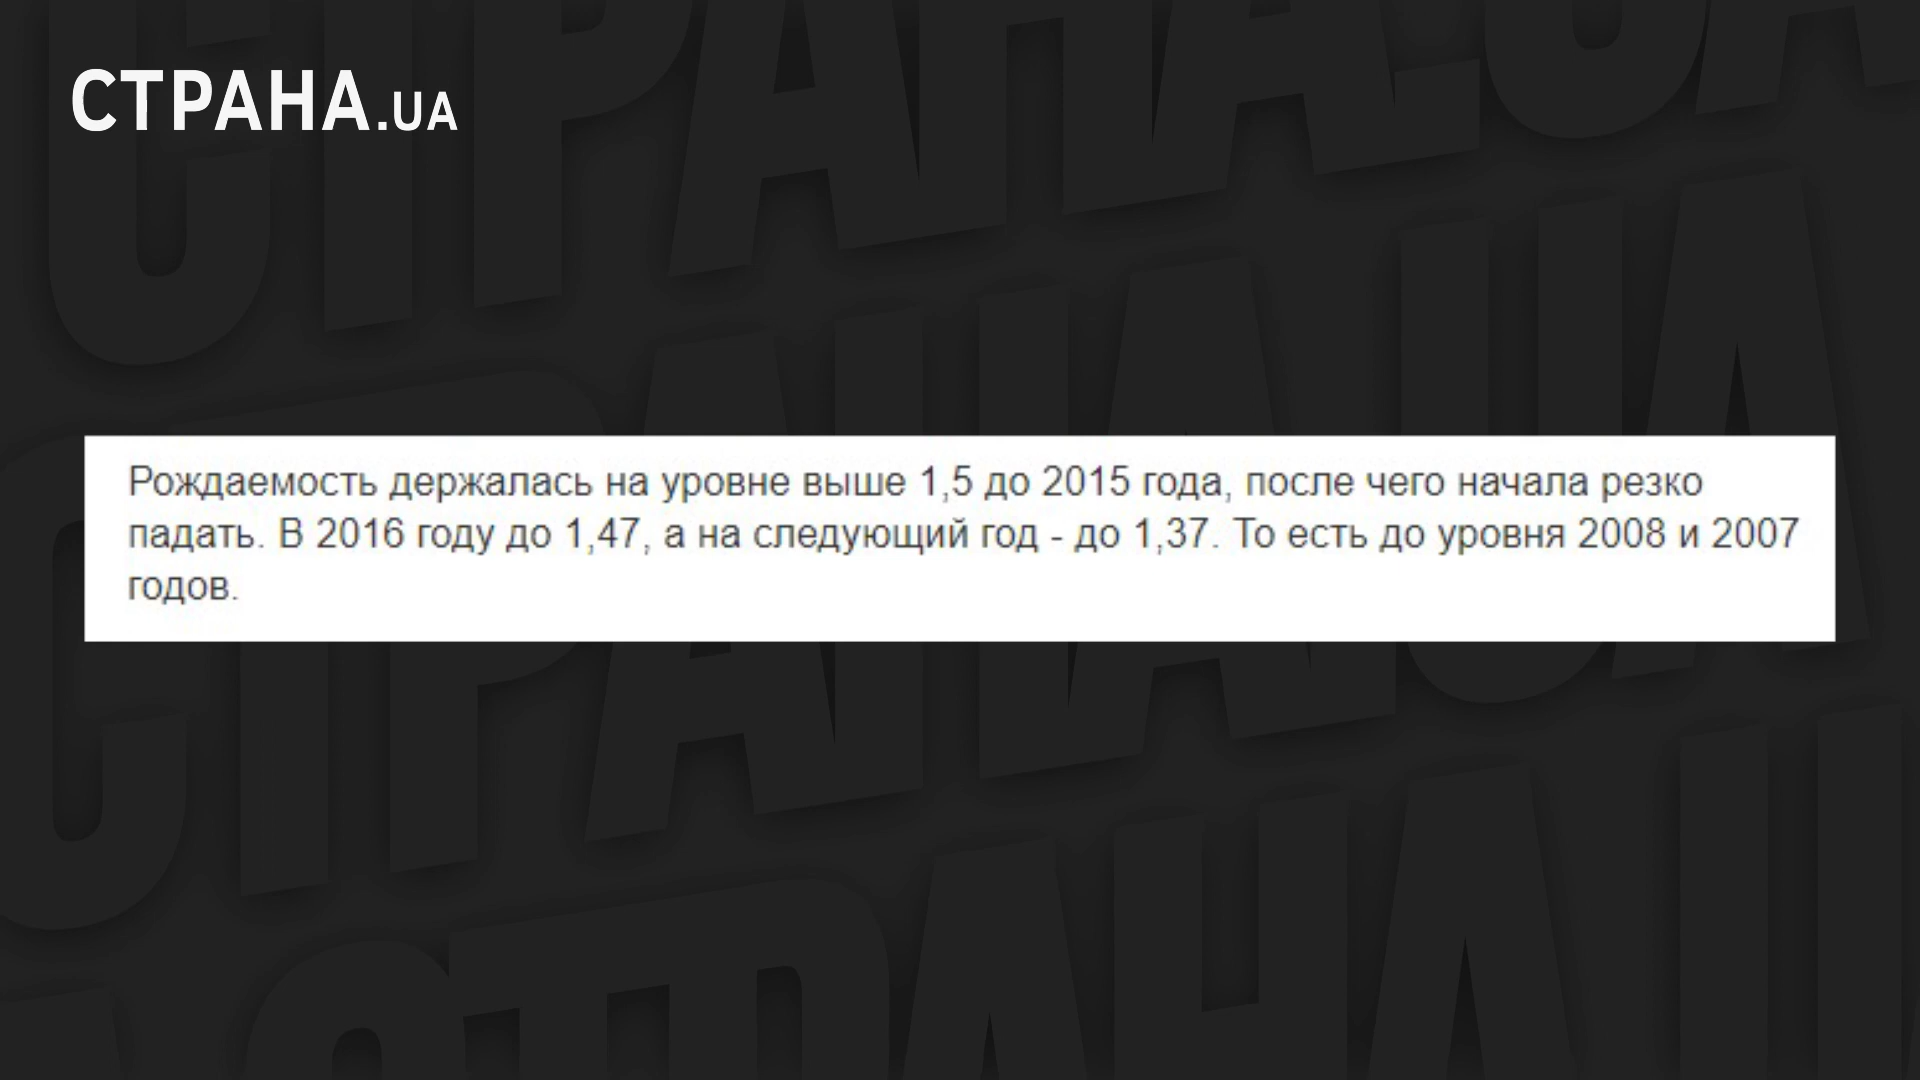 СТРАНА.UA
Рождаемость держалась на уровне выше 1,5 до 2015 года, после чего начала резко
падать. В 2016 году до 1,47, а на следующий год - до 1,37. То есть до уровня 2008 и 2007
годов.